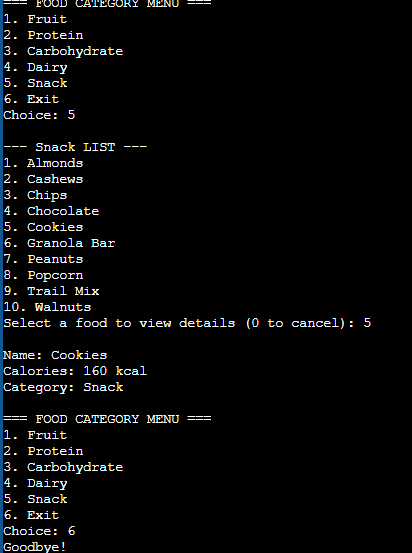 === FOOD CATEGORY MENU ===
1. Fruit
2. Protein
3. Carbohydrate
4. Dairy
5. Snack
6. Exit
Choice: 5
--- Snack LIST ---
1. Almonds
2. Cashews
3. Chips
4. Chocolate
5. Cookies
6. Granola Bar
7. Peanuts
8. Popcorn
9. Trail Mix
10. Walnuts
Select a food to view details (0 to cancel): 5
Name: Cookies
Calories: 160 kcal
Category: Snack
=== FOOD CATEGORY MENU ===
1. Fruit
2. Protein
3. Carbohydrate
4. Dairy
5. Snack
6. Exit
Choice: 6
Goodbye!